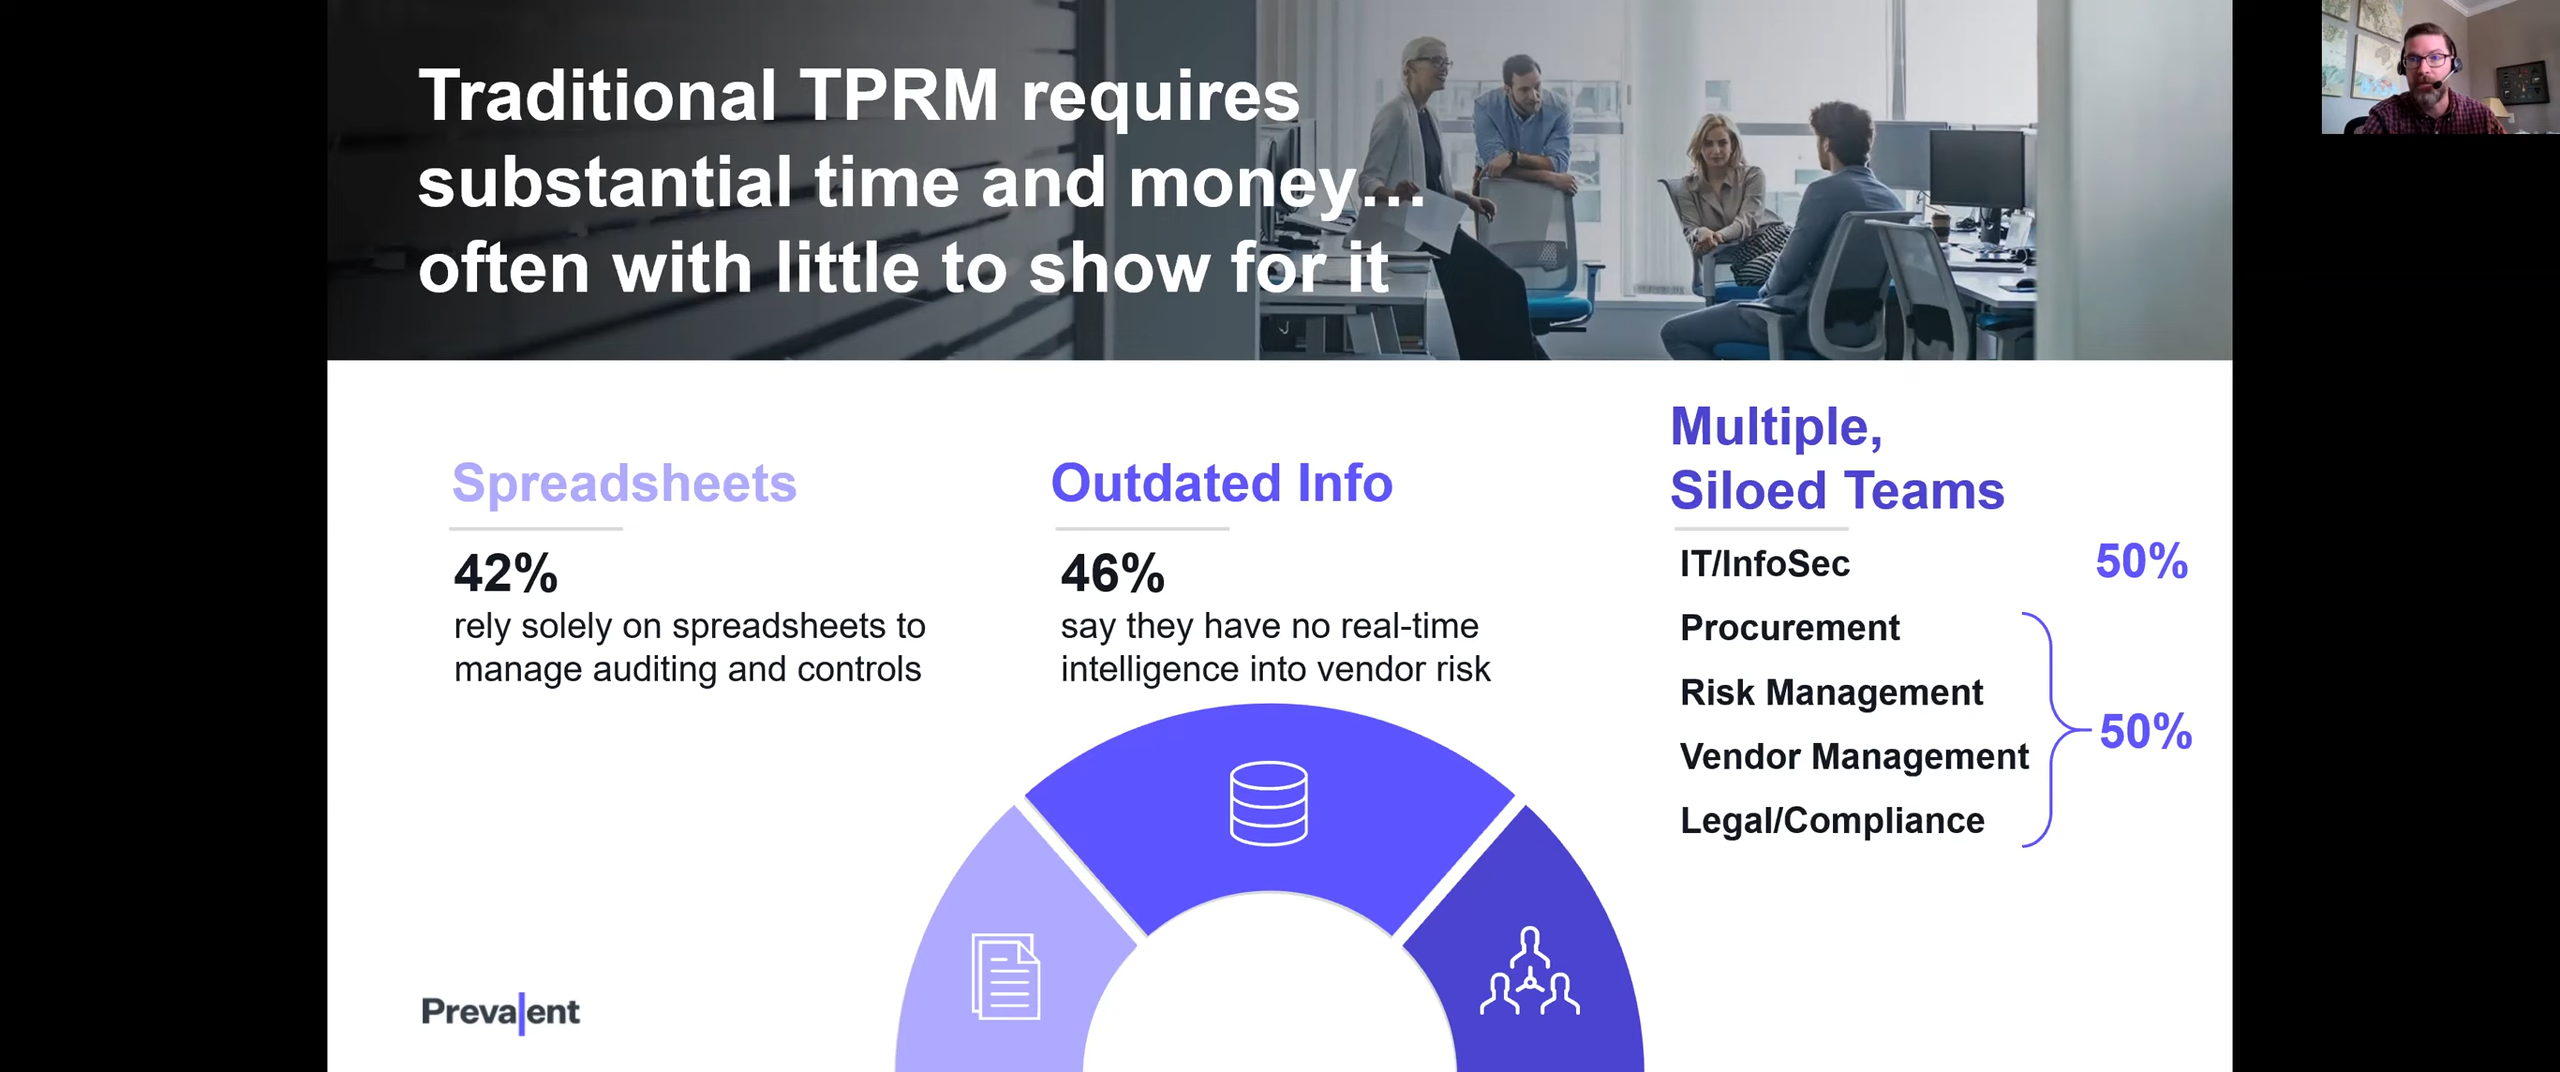 Traditional TPRM requires
substantial time and money…
often with little to show for it
Spreadsheets
42%
rely solely on spreadsheets to
manage auditing and controls
Outdated Info
46%
say they have no real-time
intelligence into vendor risk
Multiple,
Siloed Teams
IT/InfoSec 50%
Procurement
Risk Management
50%
Vendor Management
Legal/Compliance
Prevalent